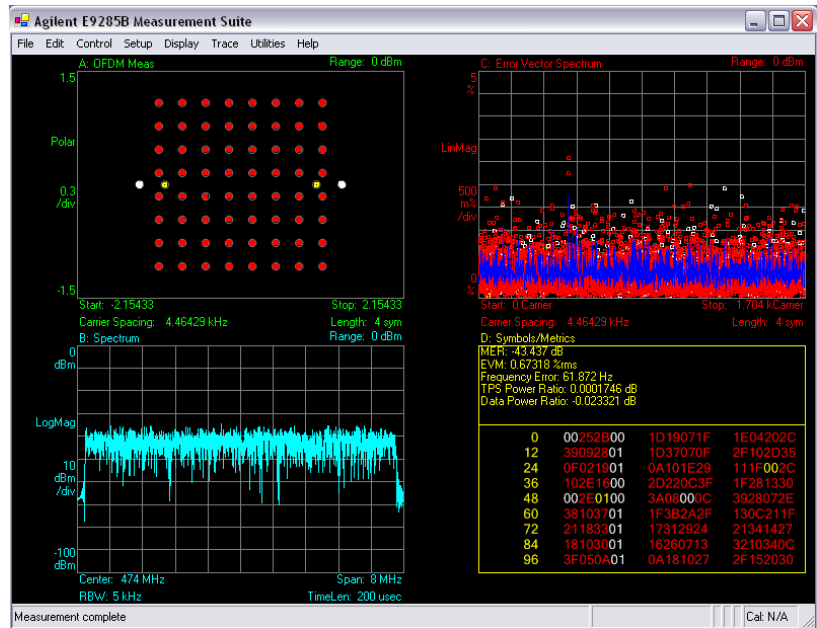 Agilent E9285B Measurement Suite
File Edit Control Setup Display Trace Utilities Help
A: OFDM Meas Range: 0 dBm
1.5
Polar
0.3
/div
-1.5
Start: -2.15433 Stop: 2.15433
Carrier Spacing: 4.46429 kHz Length: 4 sym
C: Error Vector Spectrum Range: 0 dBm
5
%
LinMag
500
m%
/div
0
%
Start: 0 Carrier Stop: 1.704 kCarrier
Carrier Spacing: 4.46429 kHz Length: 4 sym
B: Spectrum Range: 0 dBm
0
dBm
LogMag
10
dBm
/div
-100
dBm
Center: 474 MHz Span: 8 MHz
RBW: 5 kHz TimeLen: 200 usec
D: Symbols/Metrics
MER: -43.437 dB
EVM: 0.67318 %rms
Frequency Error: 61.872 Hz
TPS Power Ratio: 0.0001746 dB
Data Power Ratio: -0.023321 dB
0 00252B00 1D19071F 1E04202C
12 39092801 1D37070F 2F102D35
24 0F021901 0A101E29 111F002C
36 102E1600 2D220C3F 1F281330
48 002E0100 3A08000C 3928072E
60 38103701 1F3B2A2F 130C211F
72 21183301 17312924 21341427
84 18103001 16260713 3210340C
96 3F050A01 0A181027 2F152030
Measurement complete Cal: N/A